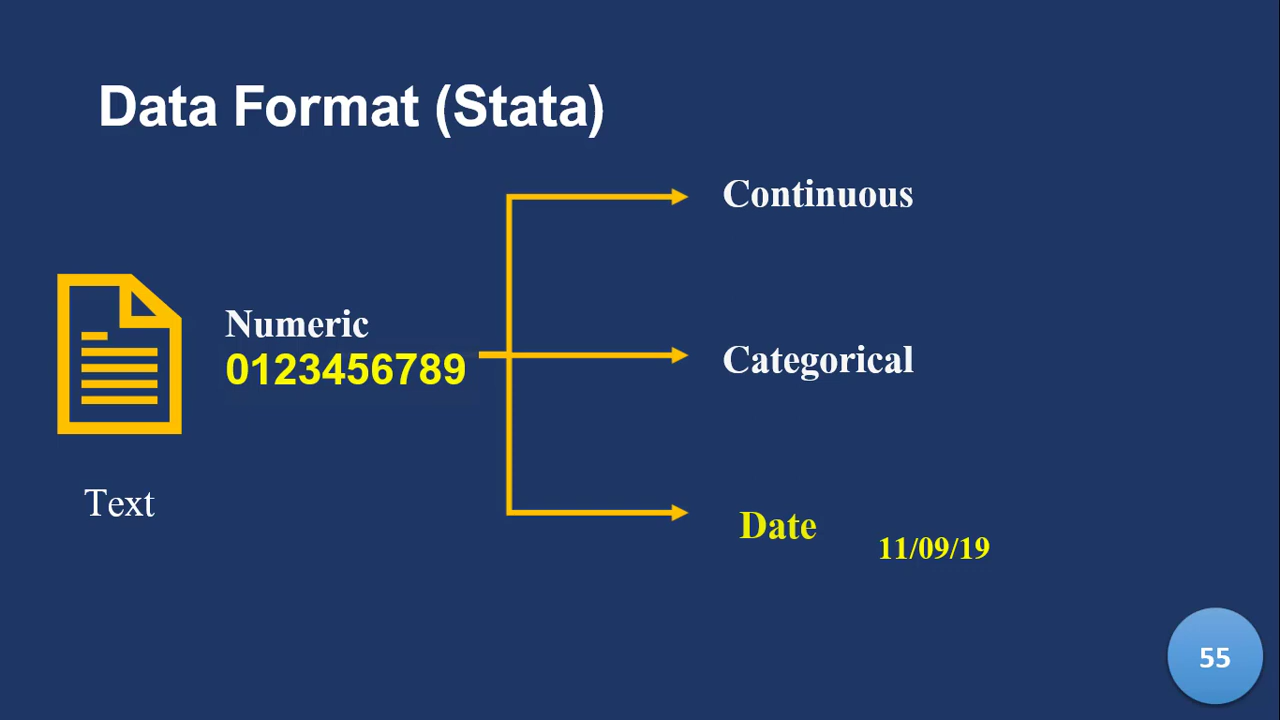 Data Format (Stata)
Continuous
Numeric
0123456789
Categorical
Text
Date
11/09/19
55